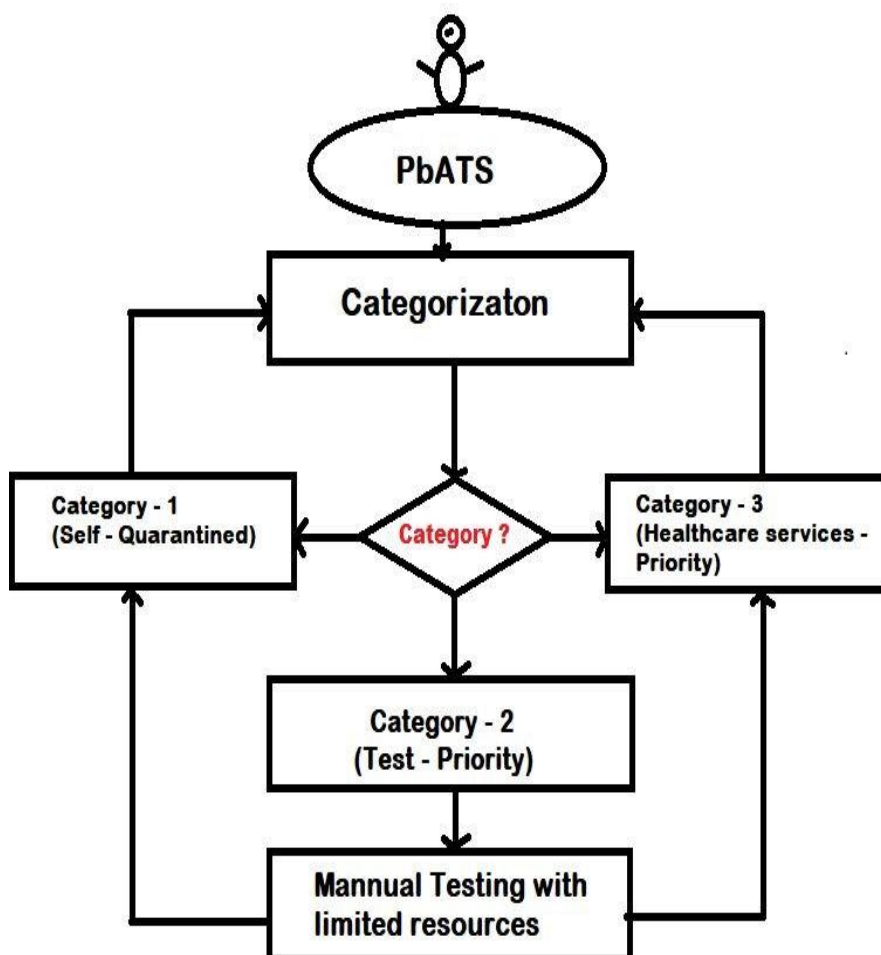 PbATS
Categorizaton
Category - 1
(Self - Quarantined)
Category ?
Category - 3
(Healthcare services -
Priority)
Category - 2
(Test - Priority)
Mannual Testing with
limited resources